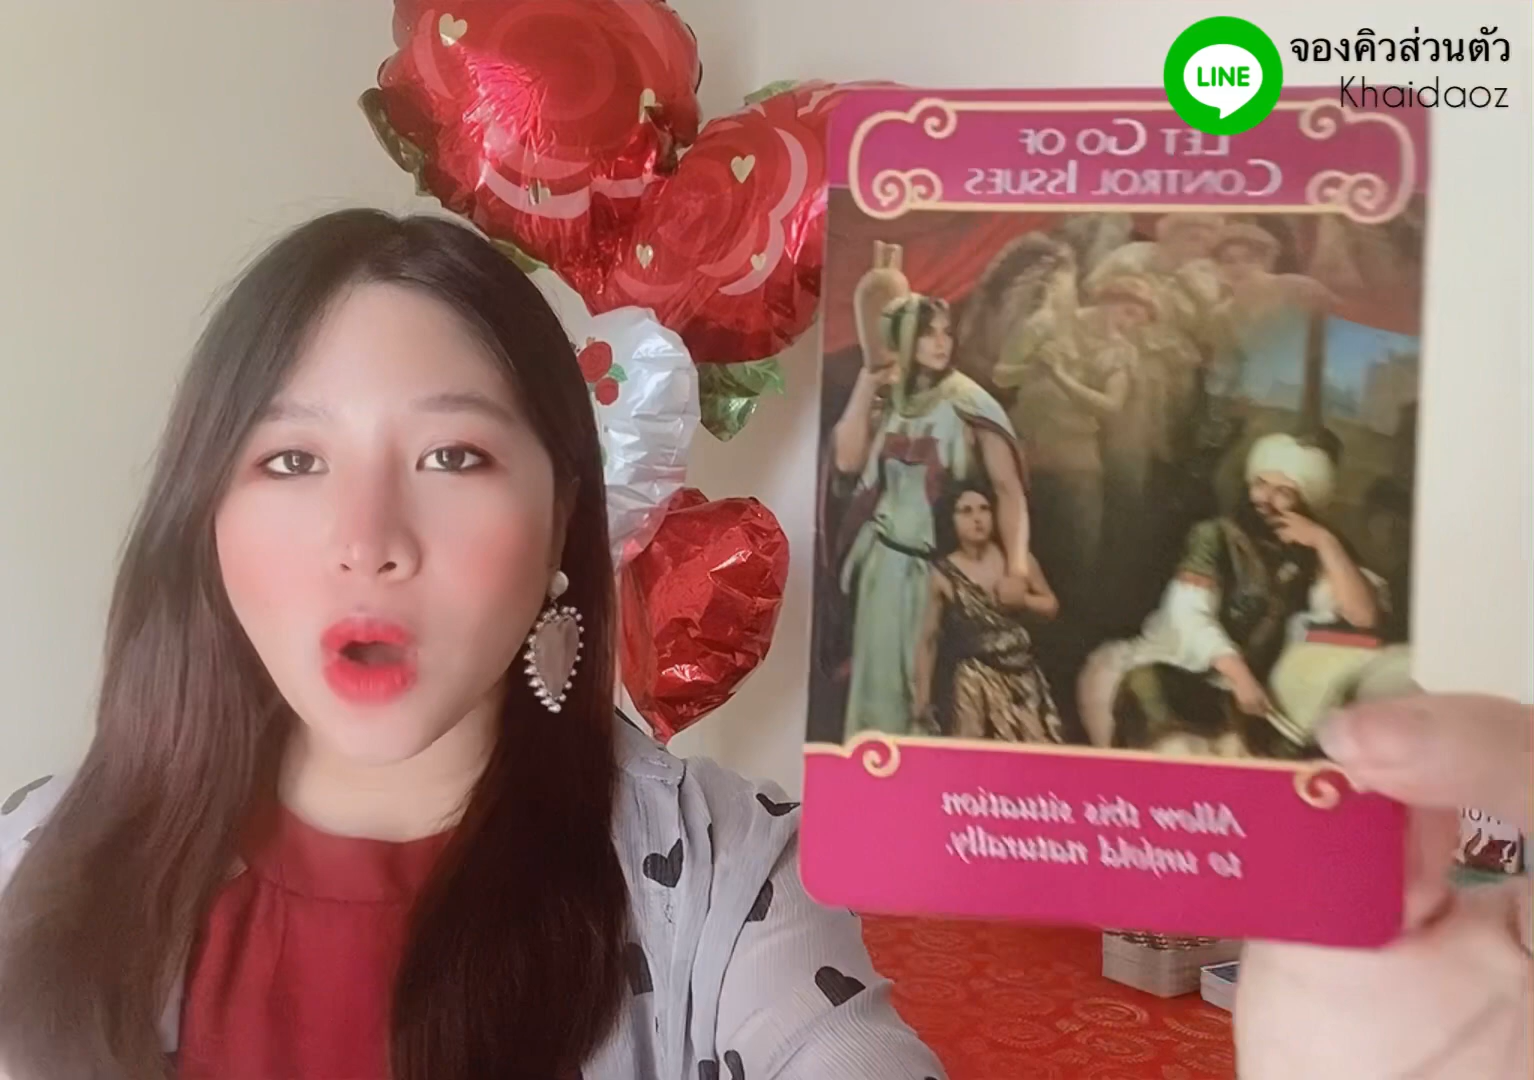 LINE
จองคิวส่วนตัว
Khaidaoz
LET GO OF
CONTROL ISSUES
Allow this situation
to unfold naturally.